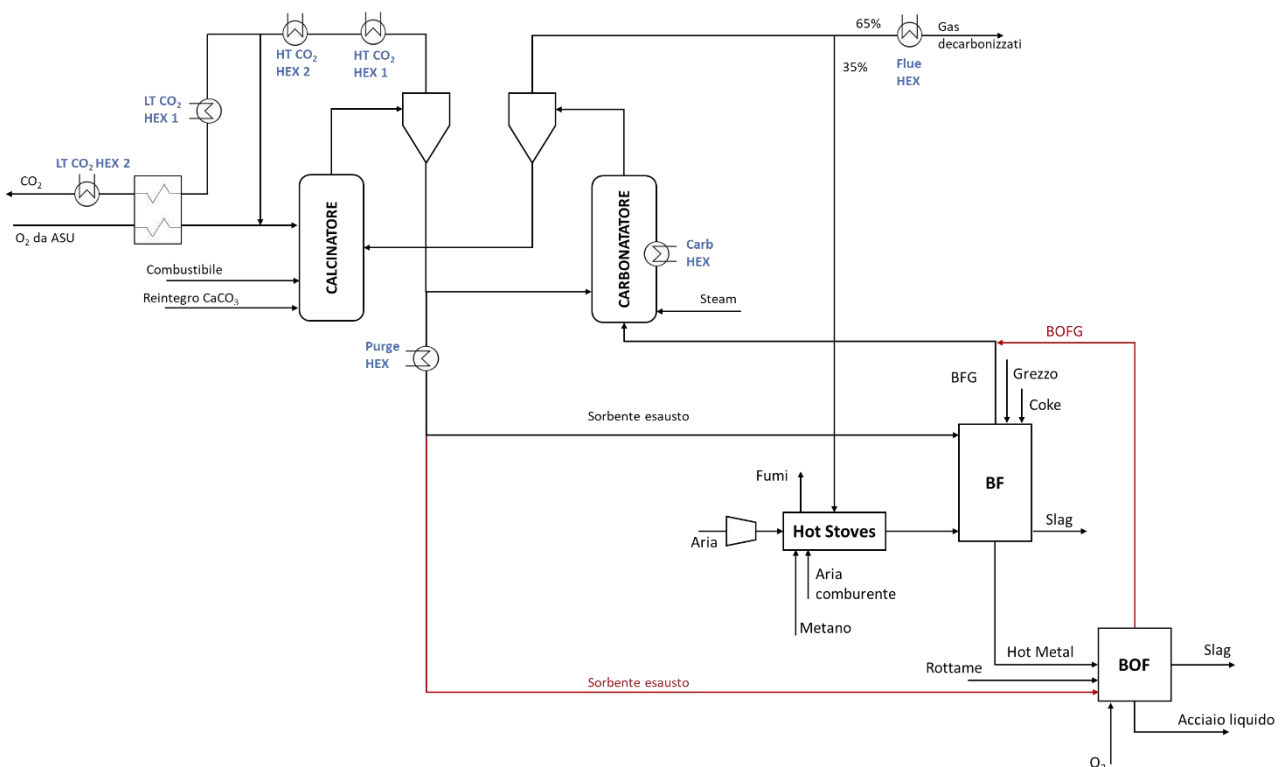 65%
Gas
decarbonizzati
35%
Flue
HEX
HT CO₂
HEX 2
HT CO₂
HEX 1
LT CO₂
HEX 1
LT CO₂ HEX 2
CO₂
O₂ da ASU
Combustibile
Reintegro CaCO₃
CALCINATORE
CARBONATATORE
Carb
HEX
Steam
Purge
HEX
BOFG
BFG
Grezzo
Coke
Sorbente esausto
BF
Fumi
Hot Stoves
Slag
Aria
Aria
comburente
Metano
Hot Metal
BOF
Slag
Rottame
Sorbente esausto
Acciaio liquido
O₂